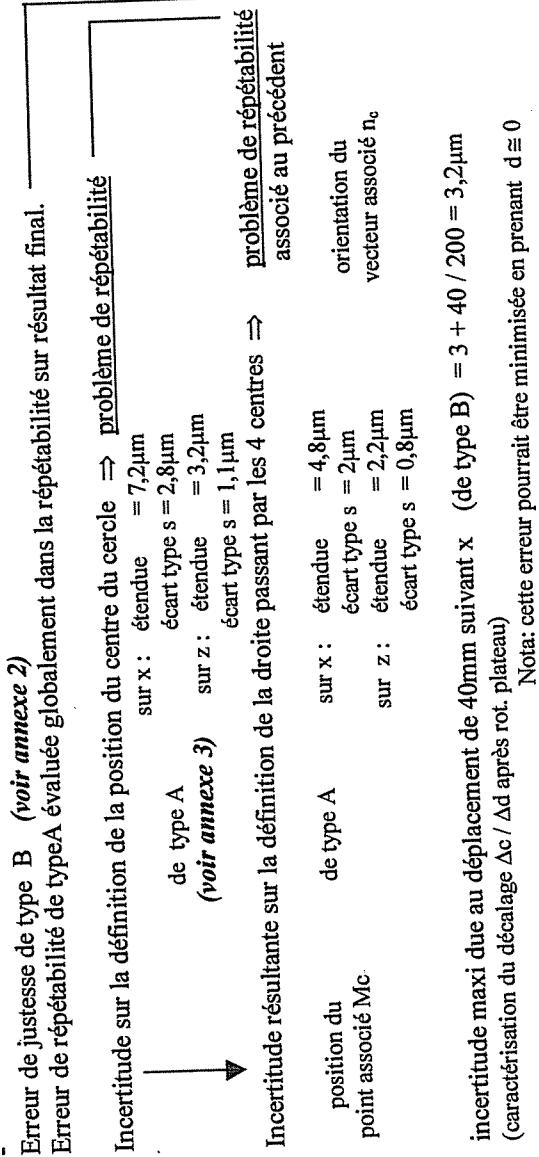 Erreur de justesse de type B (voir annexe 2)
Erreur de répétabilité de typeA évaluée globalement dans la répétabilité sur résultat final.
Incertitude sur la définition de la position du centre du cercle ⇒ problème de répétabilité
sur x : étendue = 7,2µm
de type A écart type s = 2,8µm
(voir annexe 3) sur z : étendue = 3,2µm
écart type s = 1,1µm
Incertitude résultante sur la définition de la droite passant par les 4 centres ⇒ problème de répétabilité
associé au précédent
position du de type A sur x : étendue = 4,8µm orientation du
point associé Mc écart type s = 2µm vecteur associé nc
sur z : étendue = 2,2µm
écart type s = 0,8µm
incertitude maxi due au déplacement de 40mm suivant x (de type B) = 3 + 40 / 200 = 3,2µm
(caractérisation du décalage Δc / Δd après rot. plateau)
Nota: cette erreur pourrait être minimisée en prenant d ≅ 0